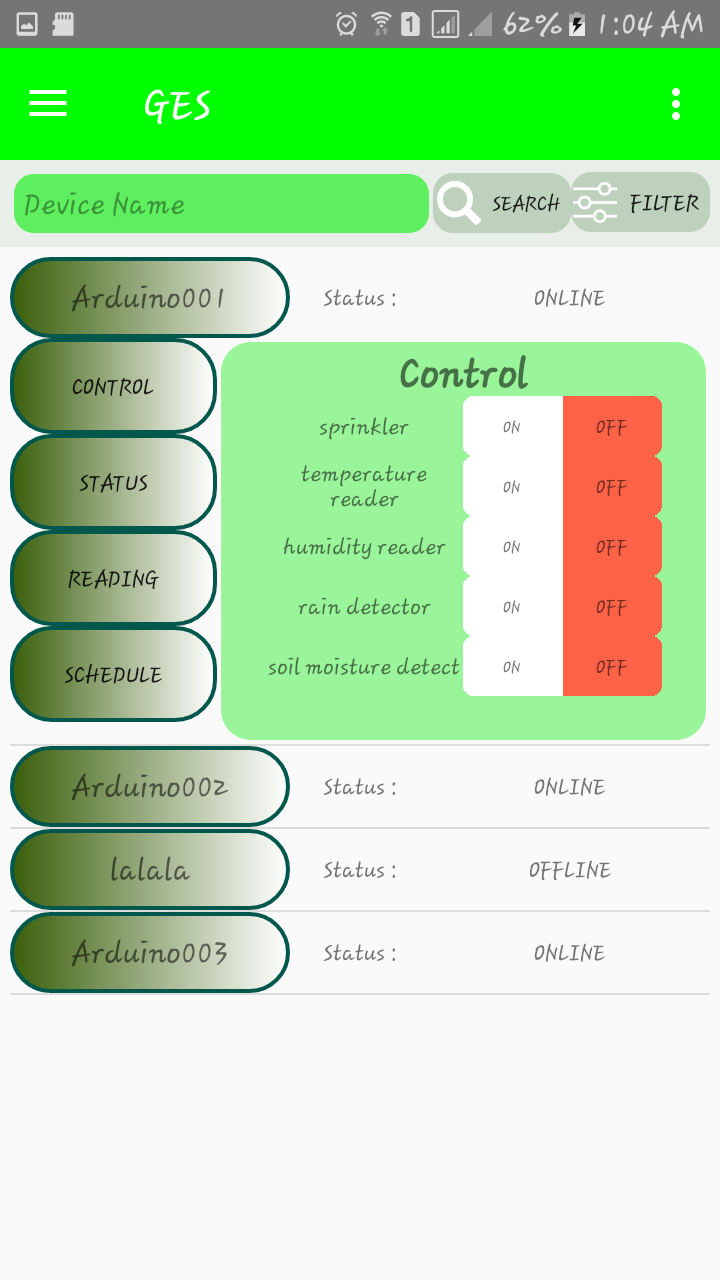 1 62% 1:04 AM
GES
Device Name SEARCH FILTER
Arduino001 Status : ONLINE
CONTROL
STATUS
READING
SCHEDULE
Control
sprinkler ON OFF
temperature
reader ON OFF
humidity reader ON OFF
rain detector ON OFF
soil moisture detect ON OFF
Arduino002 Status : ONLINE
lalala Status : OFFLINE
Arduino003 Status : ONLINE